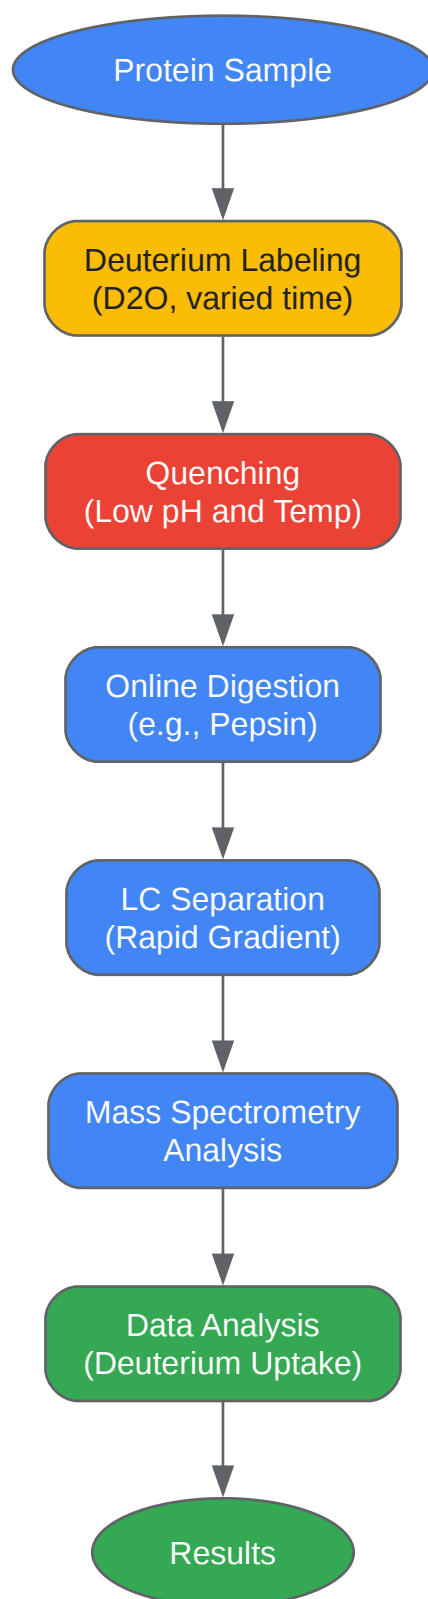 Protein Sample
Deuterium Labeling
(D2O, varied time)
Quenching
(Low pH and Temp)
Online Digestion
(e.g., Pepsin)
LC Separation
(Rapid Gradient)
Mass Spectrometry
Analysis
Data Analysis
(Deuterium Uptake)
Results